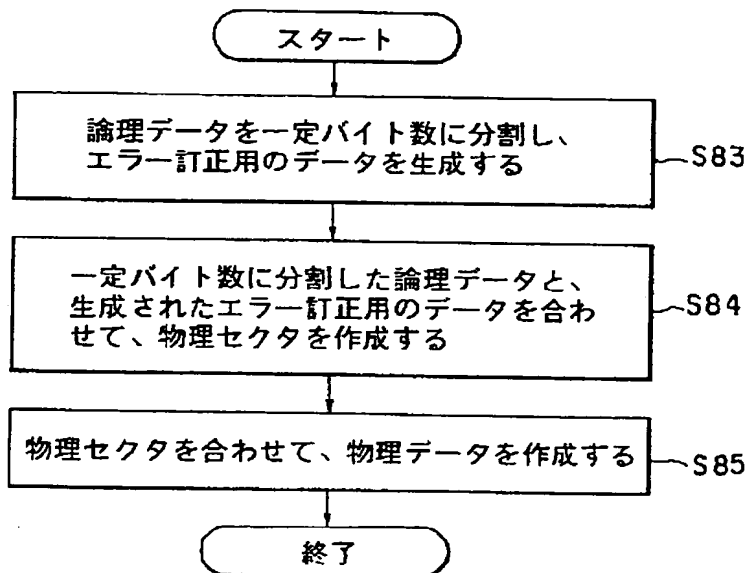 スタート
論理データを一定バイト数に分割し、
エラー訂正用のデータを生成する
S83
一定バイト数に分割した論理データと、
生成されたエラー訂正用のデータを合わ
せて、物理セクタを作成する
S84
物理セクタを合わせて、物理データを作成する
S85
終了